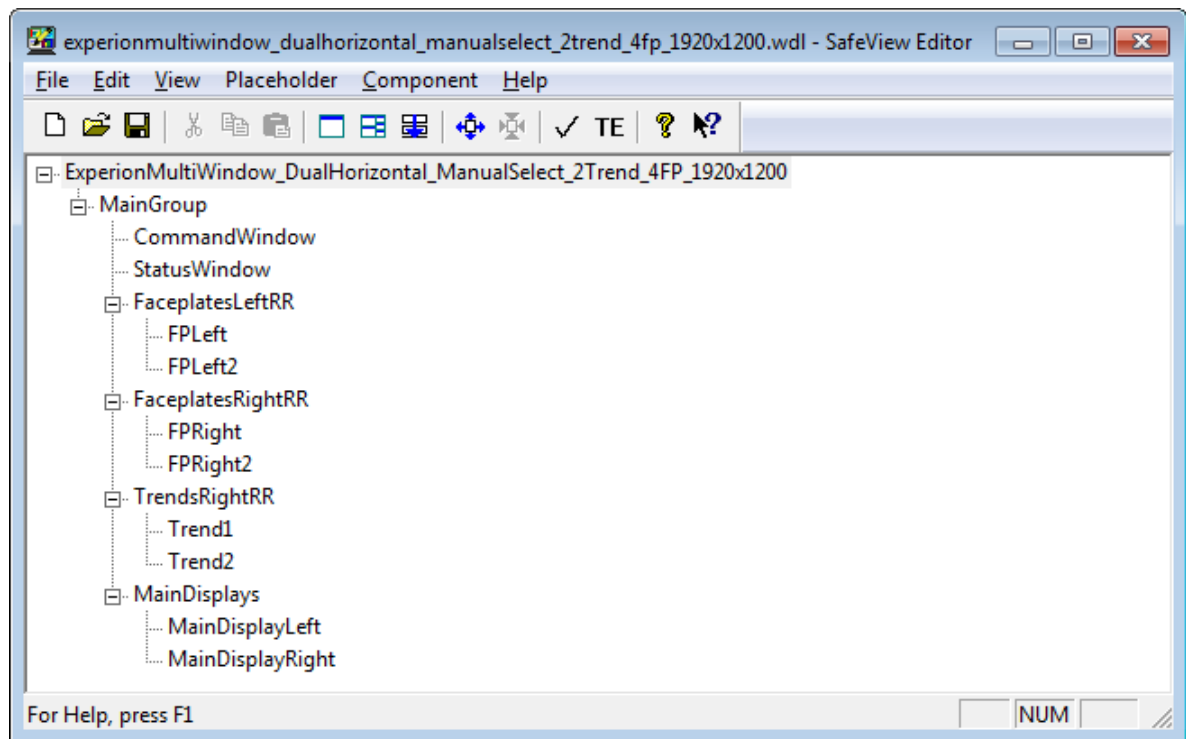 experionmultiwindow_dualhorizontal_manualselect_2trend_4fp_1920x1200.wdl - SafeView Editor
File Edit View Placeholder Component Help
TE
ExperionMultiWindow_DualHorizontal_ManualSelect_2Trend_4FP_1920x1200
MainGroup
CommandWindow
StatusWindow
FaceplatesLeftRR
FPLeft
FPLeft2
FaceplatesRightRR
FPRight
FPRight2
TrendsRightRR
Trend1
Trend2
MainDisplays
MainDisplayLeft
MainDisplayRight
For Help, press F1 NUM